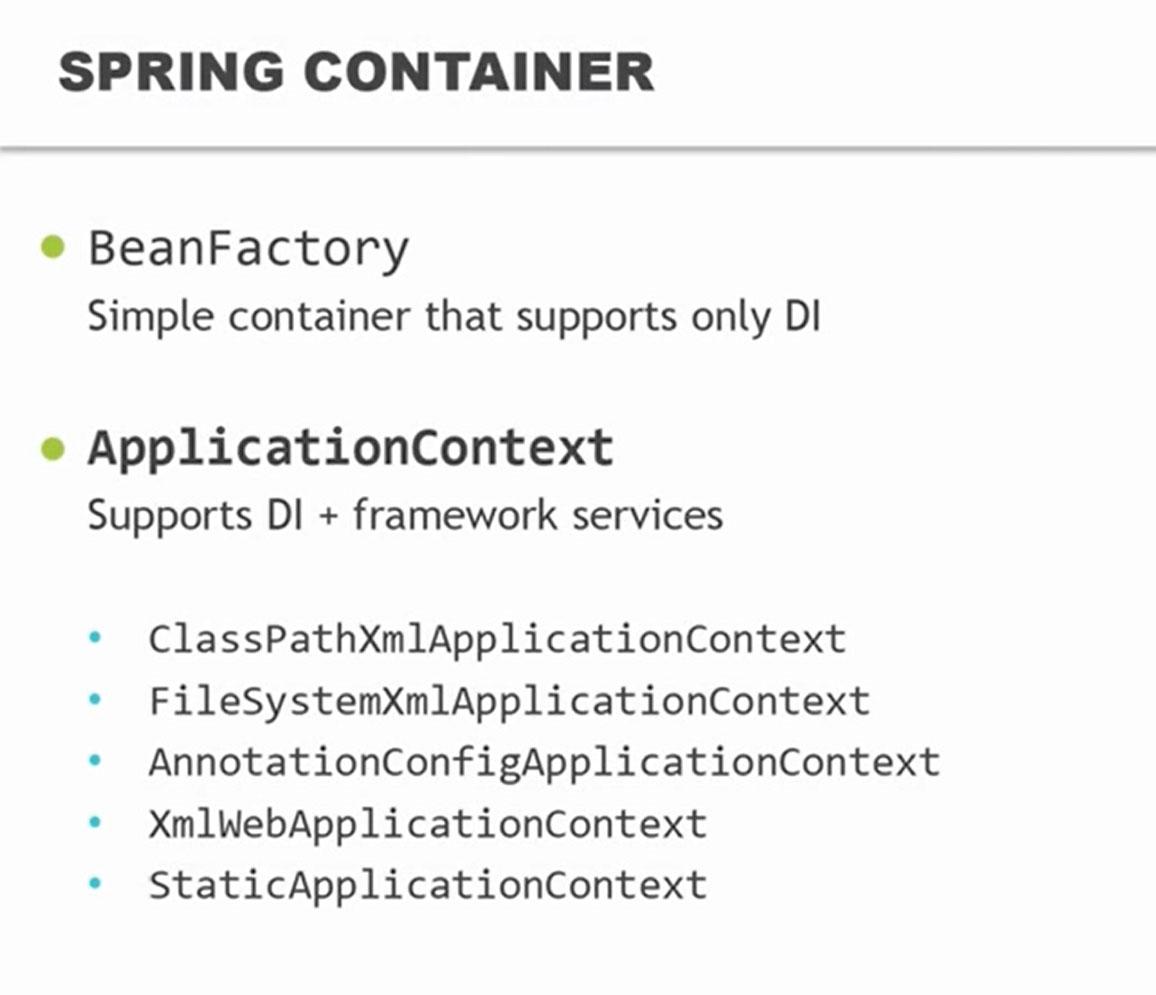 SPRING CONTAINER
BeanFactory
Simple container that supports only DI
ApplicationContext
Supports DI + framework services
ClassPathXmlApplicationContext
FileSystemXmlApplicationContext
AnnotationConfigApplicationContext
XmlWebApplicationContext
StaticApplicationContext